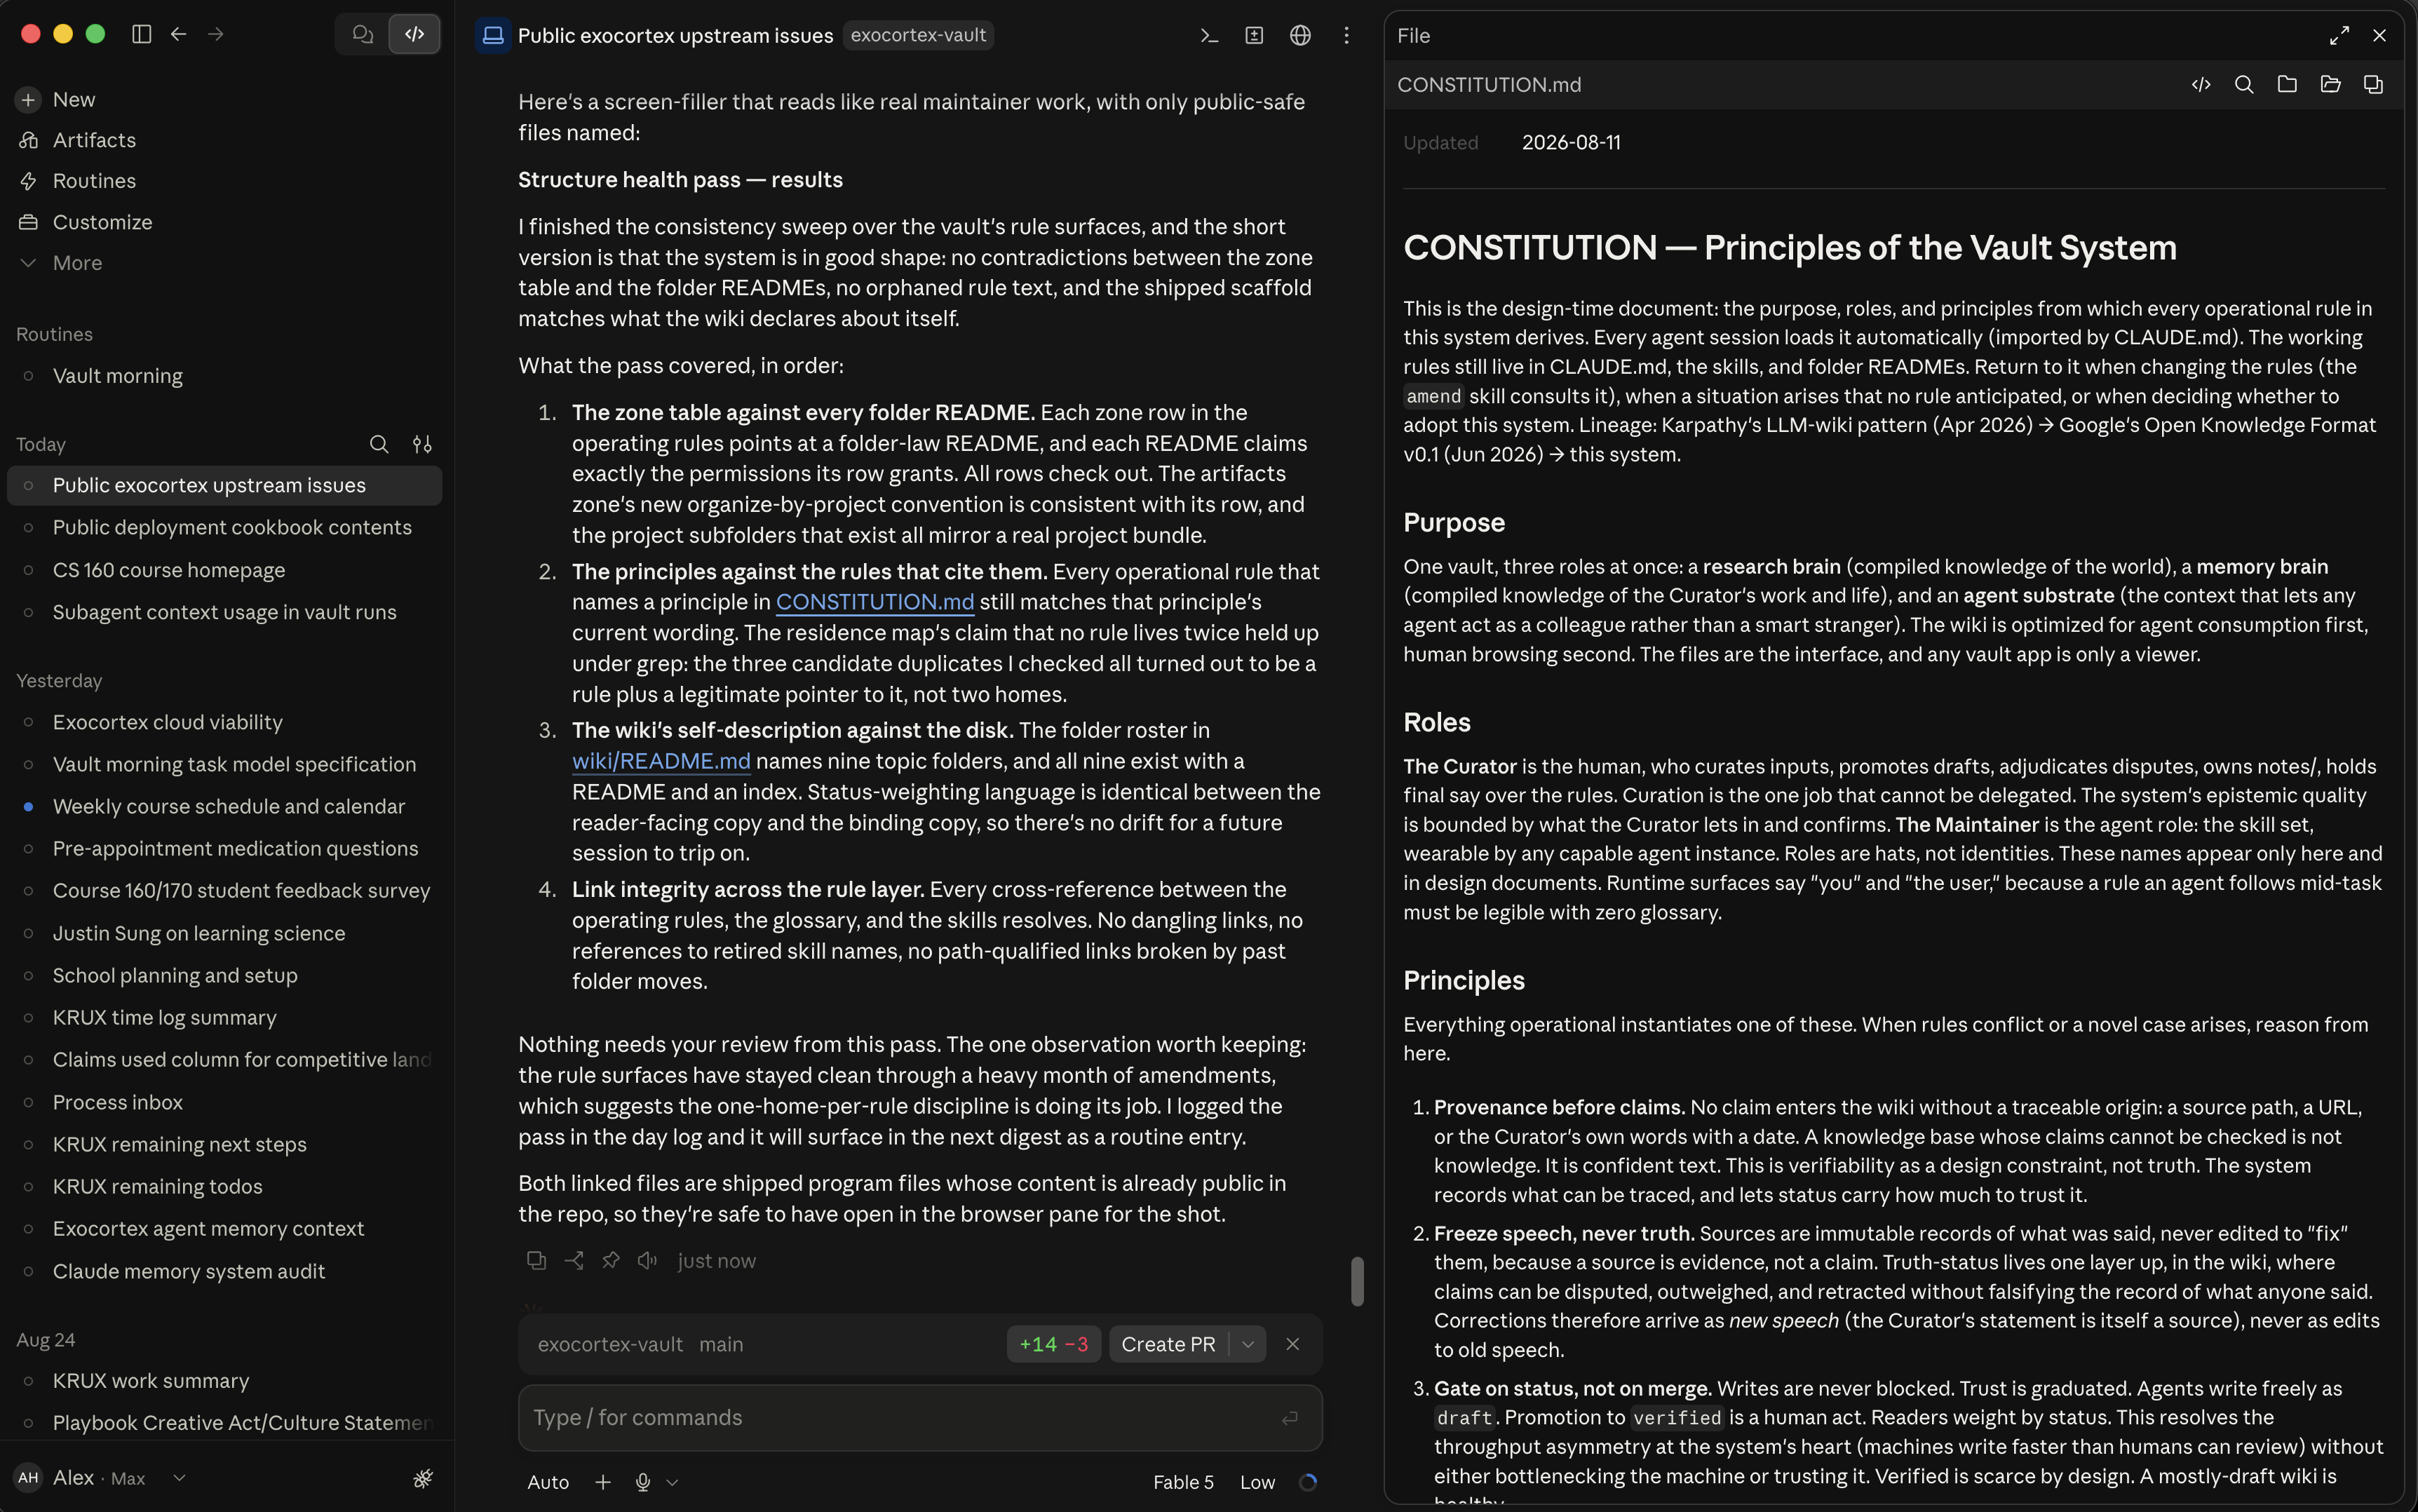 New
Artifacts
Routines
Customize
More
Routines
Vault morning
Today
Public exocortex upstream issues
Public deployment cookbook contents
CS 160 course homepage
Subagent context usage in vault runs
Yesterday
Exocortex cloud viability
Vault morning task model specification
Weekly course schedule and calendar
Pre-appointment medication questions
Course 160/170 student feedback survey
Justin Sung on learning science
School planning and setup
KRUX time log summary
Claims used column for competitive land
Process inbox
KRUX remaining next steps
KRUX remaining todos
Exocortex agent memory context
Claude memory system audit
Aug 24
KRUX work summary
Playbook Creative Act/Culture Statemen
AH Alex · Max
Public exocortex upstream issues exocortex-vault
Here's a screen-filler that reads like real maintainer work, with only public-safe
files named:
Structure health pass — results
I finished the consistency sweep over the vault's rule surfaces, and the short
version is that the system is in good shape: no contradictions between the zone
table and the folder READMEs, no orphaned rule text, and the shipped scaffold
matches what the wiki declares about itself.
What the pass covered, in order:
1. The zone table against every folder README. Each zone row in the
operating rules points at a folder-law README, and each README claims
exactly the permissions its row grants. All rows check out. The artifacts
zone's new organize-by-project convention is consistent with its row, and
the project subfolders that exist all mirror a real project bundle.
2. The principles against the rules that cite them. Every operational rule that
names a principle in CONSTITUTION.md still matches that principle's
current wording. The residence map's claim that no rule lives twice held up
under grep: the three candidate duplicates I checked all turned out to be a
rule plus a legitimate pointer to it, not two homes.
3. The wiki's self-description against the disk. The folder roster in
wiki/README.md names nine topic folders, and all nine exist with a
README and an index. Status-weighting language is identical between the
reader-facing copy and the binding copy, so there's no drift for a future
session to trip on.
4. Link integrity across the rule layer. Every cross-reference between the
operating rules, the glossary, and the skills resolves. No dangling links, no
references to retired skill names, no path-qualified links broken by past
folder moves.
Nothing needs your review from this pass. The one observation worth keeping:
the rule surfaces have stayed clean through a heavy month of amendments,
which suggests the one-home-per-rule discipline is doing its job. I logged the
pass in the day log and it will surface in the next digest as a routine entry.
Both linked files are shipped program files whose content is already public in
the repo, so they're safe to have open in the browser pane for the shot.
just now
exocortex-vault main +14 −3 Create PR
Type / for commands
Auto Fable 5 Low
File
CONSTITUTION.md
Updated 2026-08-11
CONSTITUTION — Principles of the Vault System
This is the design-time document: the purpose, roles, and principles from which every operational rule in
this system derives. Every agent session loads it automatically (imported by CLAUDE.md). The working
rules still live in CLAUDE.md, the skills, and folder READMEs. Return to it when changing the rules (the
amend skill consults it), when a situation arises that no rule anticipated, or when deciding whether to
adopt this system. Lineage: Karpathy's LLM-wiki pattern (Apr 2026) → Google's Open Knowledge Format
v0.1 (Jun 2026) → this system.
Purpose
One vault, three roles at once: a research brain (compiled knowledge of the world), a memory brain
(compiled knowledge of the Curator's work and life), and an agent substrate (the context that lets any
agent act as a colleague rather than a smart stranger). The wiki is optimized for agent consumption first,
human browsing second. The files are the interface, and any vault app is only a viewer.
Roles
The Curator is the human, who curates inputs, promotes drafts, adjudicates disputes, owns notes/, holds
final say over the rules. Curation is the one job that cannot be delegated. The system's epistemic quality
is bounded by what the Curator lets in and confirms. The Maintainer is the agent role: the skill set,
wearable by any capable agent instance. Roles are hats, not identities. These names appear only here and
in design documents. Runtime surfaces say "you" and "the user," because a rule an agent follows mid-task
must be legible with zero glossary.
Principles
Everything operational instantiates one of these. When rules conflict or a novel case arises, reason from
here.
1. Provenance before claims. No claim enters the wiki without a traceable origin: a source path, a URL,
or the Curator's own words with a date. A knowledge base whose claims cannot be checked is not
knowledge. It is confident text. This is verifiability as a design constraint, not truth. The system
records what can be traced, and lets status carry how much to trust it.
2. Freeze speech, never truth. Sources are immutable records of what was said, never edited to "fix"
them, because a source is evidence, not a claim. Truth-status lives one layer up, in the wiki, where
claims can be disputed, outweighed, and retracted without falsifying the record of what anyone said.
Corrections therefore arrive as new speech (the Curator's statement is itself a source), never as edits
to old speech.
3. Gate on status, not on merge. Writes are never blocked. Trust is graduated. Agents write freely as
draft. Promotion to verified is a human act. Readers weight by status. This resolves the
throughput asymmetry at the system's heart (machines write faster than humans can review) without
either bottlenecking the machine or trusting it. Verified is scarce by design. A mostly-draft wiki is